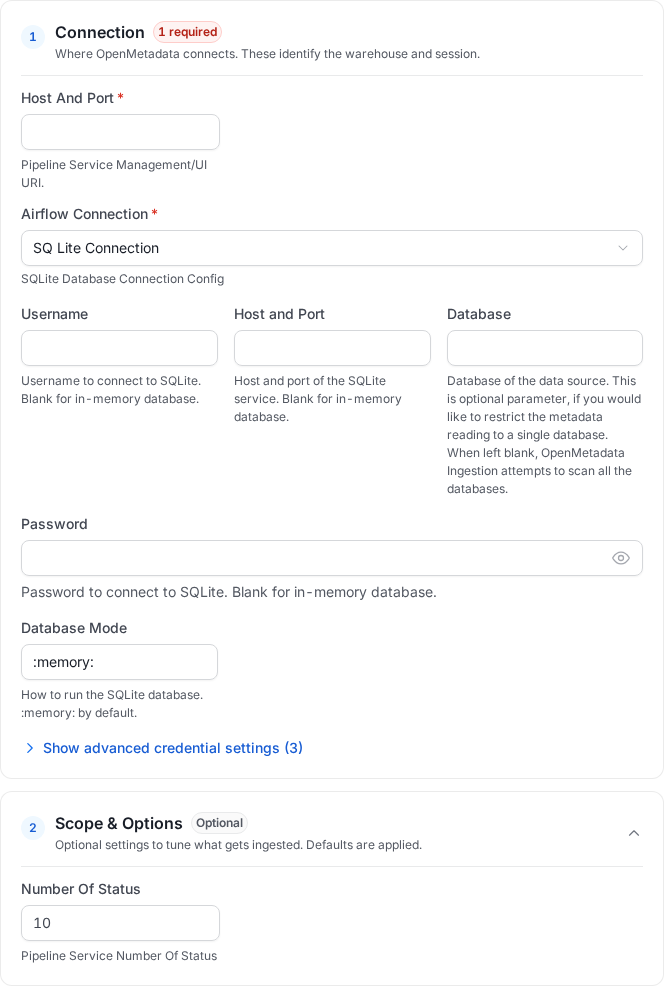 1
Connection
1 required
Where OpenMetadata connects. These identify the warehouse and session.
Host And Port *
Pipeline Service Management/UI
URI.
Airflow Connection *
SQ Lite Connection
SQLite Database Connection Config
Username
Username to connect to SQLite.
Blank for in-memory database.
Host and Port
Host and port of the SQLite
service. Blank for in-memory
database.
Database
Database of the data source. This
is optional parameter, if you would
like to restrict the metadata
reading to a single database.
When left blank, OpenMetadata
Ingestion attempts to scan all the
databases.
Password
Password to connect to SQLite. Blank for in-memory database.
Database Mode
:memory:
How to run the SQLite database.
:memory: by default.
Show advanced credential settings (3)
2
Scope & Options
Optional
Optional settings to tune what gets ingested. Defaults are applied.
Number Of Status
10
Pipeline Service Number Of Status